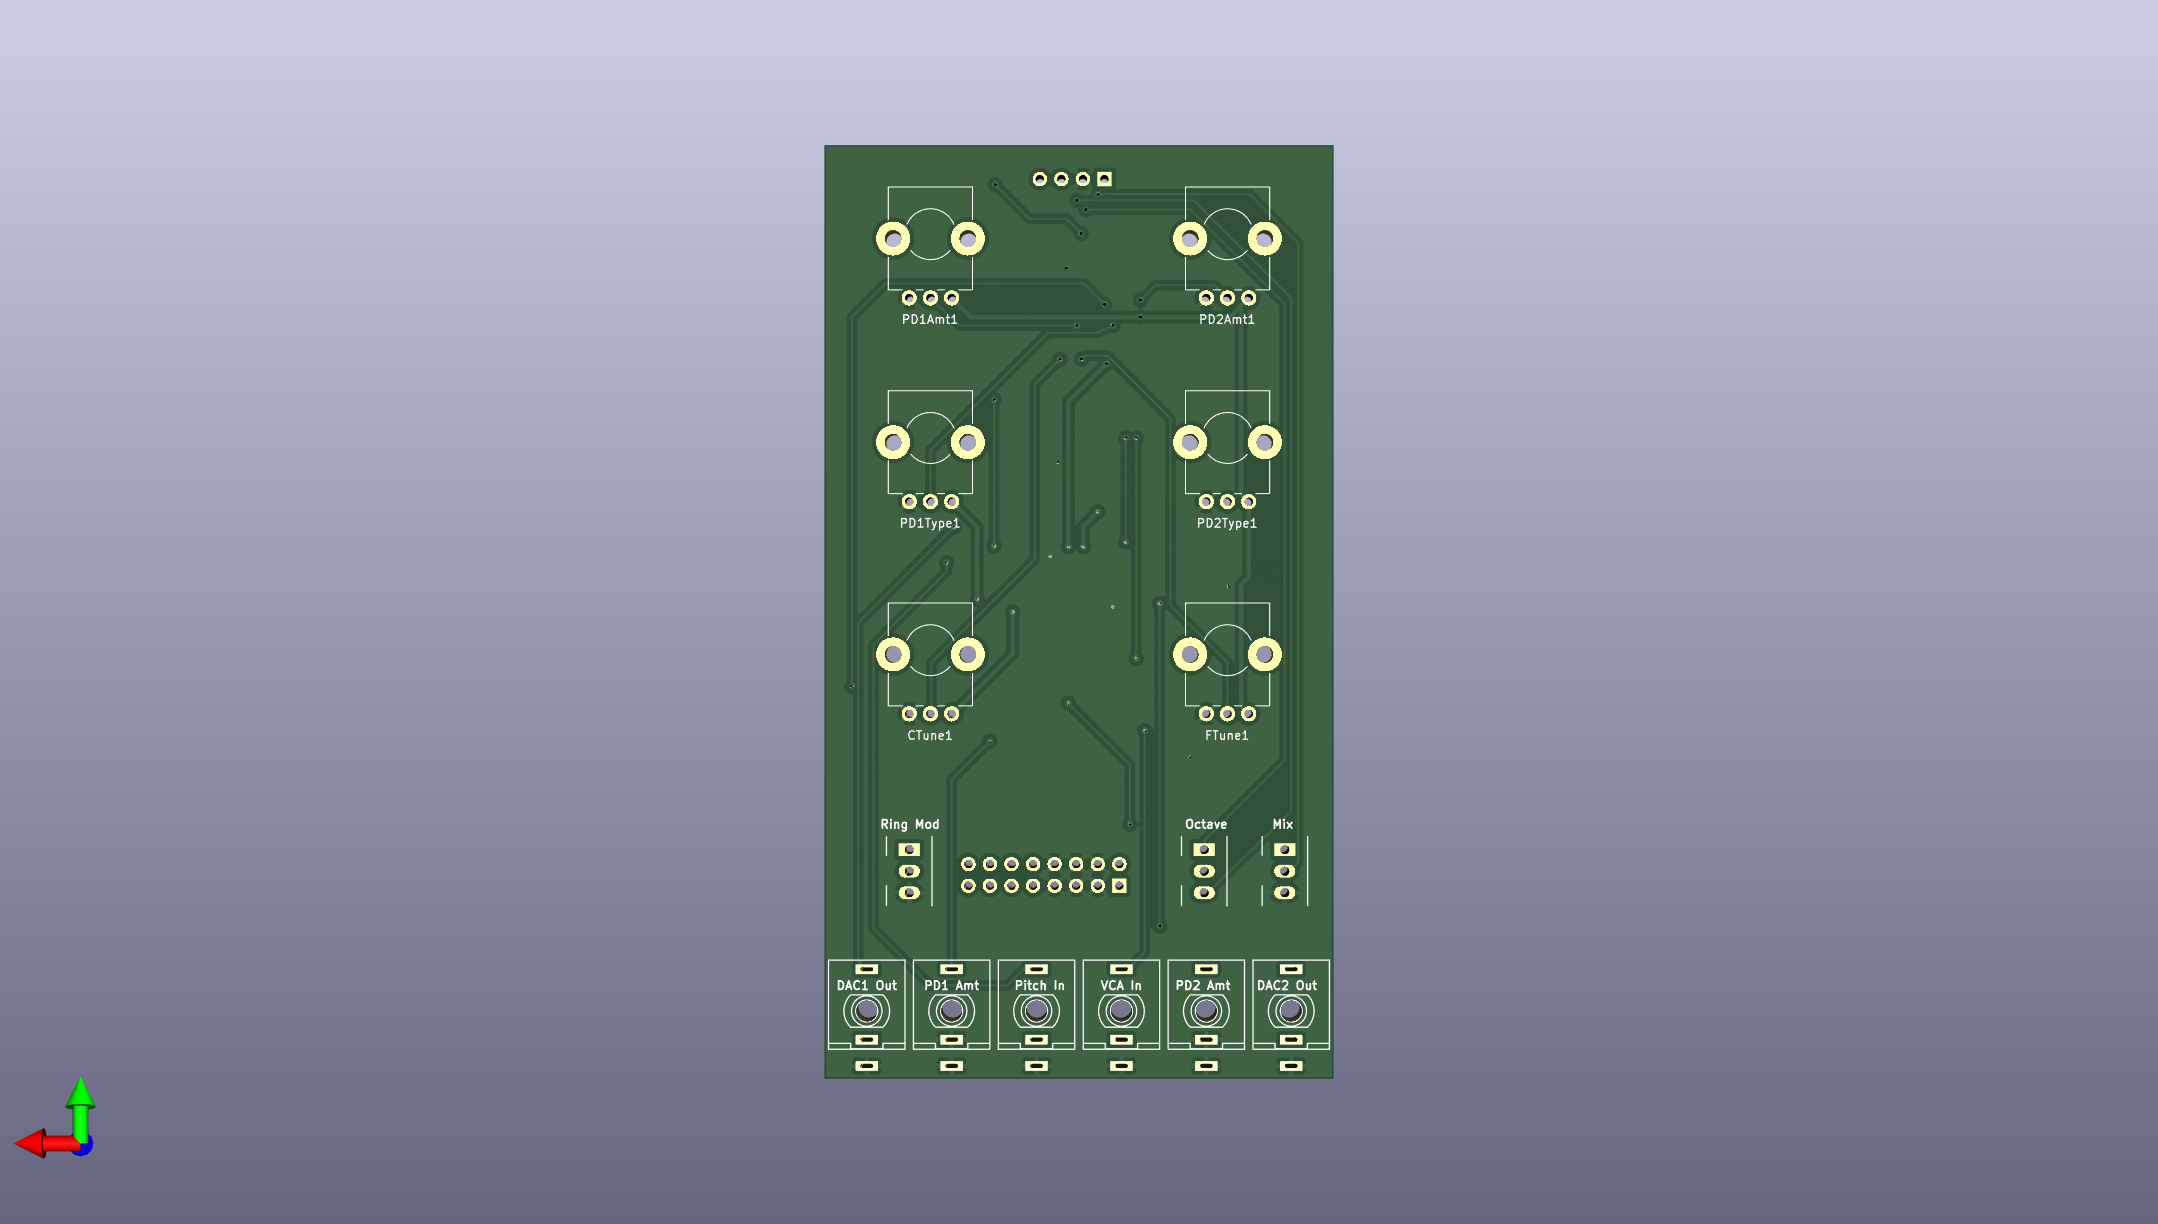 PD1Amt1
PD2Amt1
PD1Type1
PD2Type1
CTune1
FTune1
Ring Mod
Octave
Mix
DAC1 Out
PD1 Amt
Pitch In
VCA In
PD2 Amt
DAC2 Out